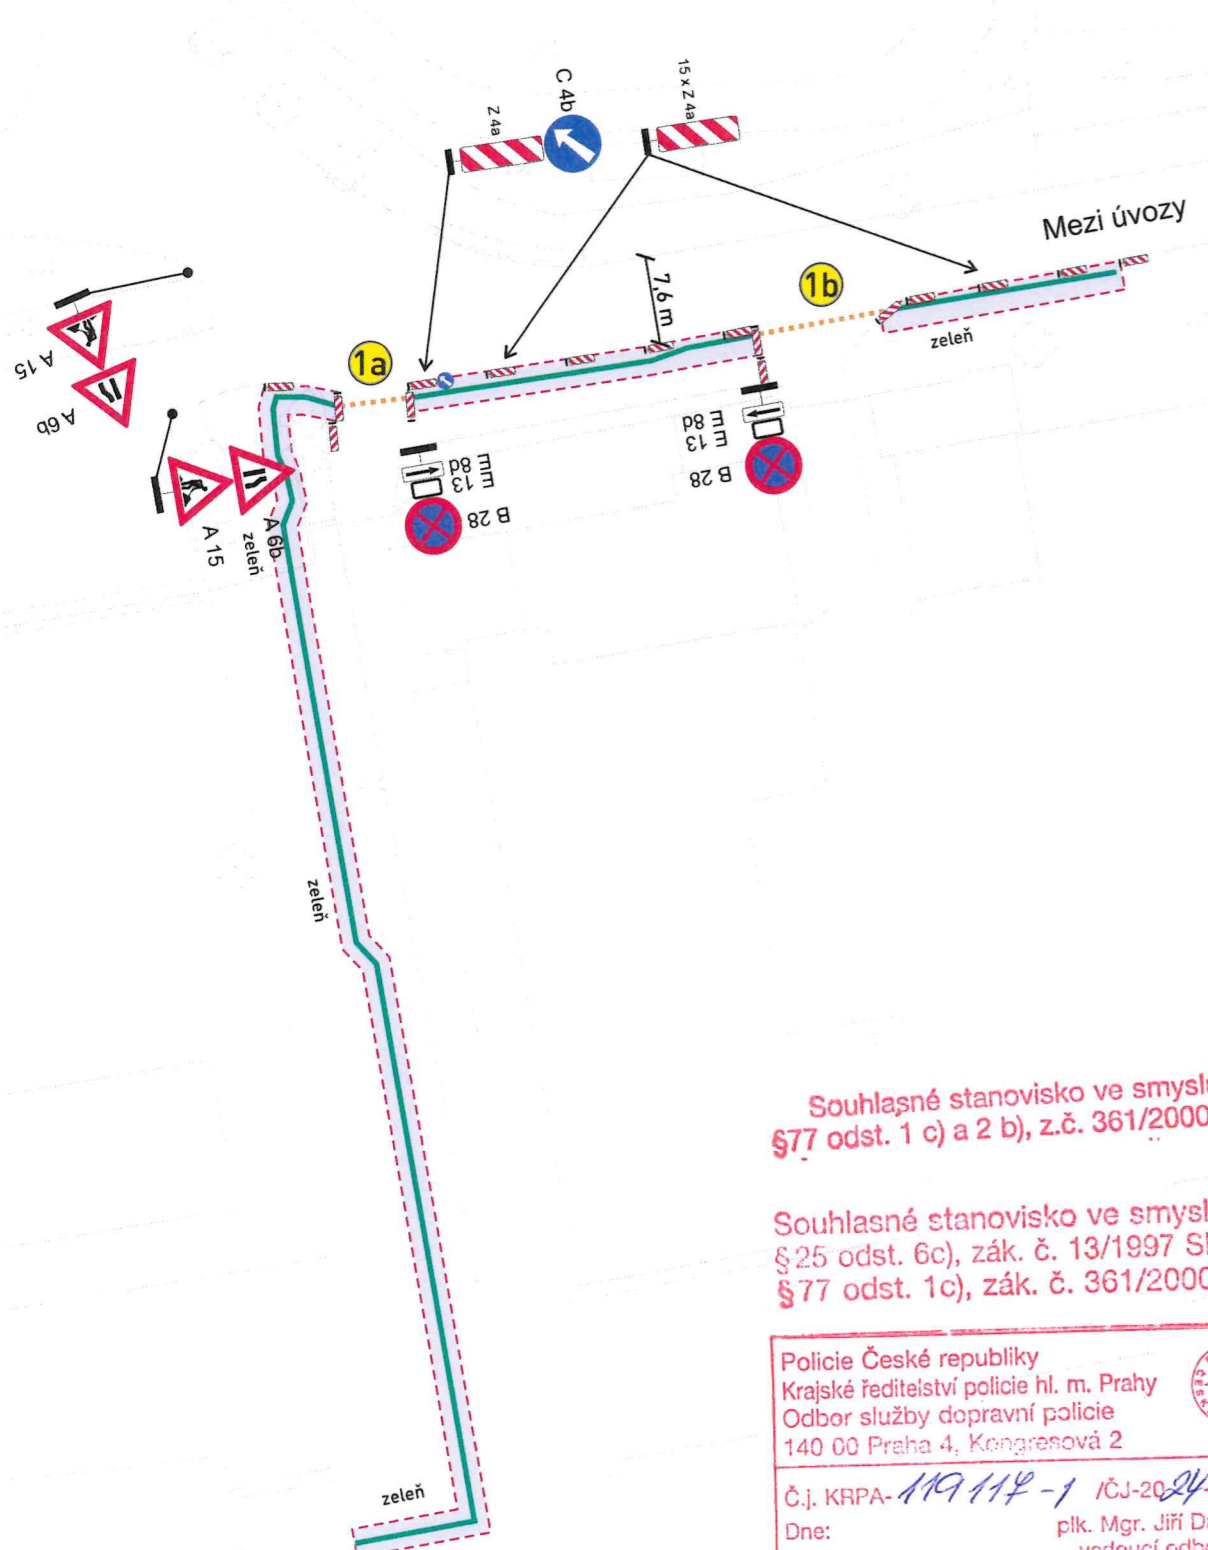 C 4b
Z 4a
15 x Z 4a
Mezi úvozy
7,6 m
1b
1a
zeleň
A 15
A 6b
E 8d
E 13
B 28
E 8d
E 13
B 28
A 15
A 6b
zeleň
zeleň
zeleň
Souhlasné stanovisko ve smyslu
§77 odst. 1 c) a 2 b), z.č. 361/2000
Souhlasné stanovisko ve smysl
§25 odst. 6c), zák. č. 13/1997 S
§77 odst. 1c), zák. č. 361/2000
Policie České republiky
Krajské ředitelství policie hl. m. Prahy
Odbor služby dopravní policie
140 00 Praha 4, Kongresová 2
Č.j. KRPA-119117-1 /ČJ-2024-
Dne:
plk. Mgr. Jiří
vedoucí odb